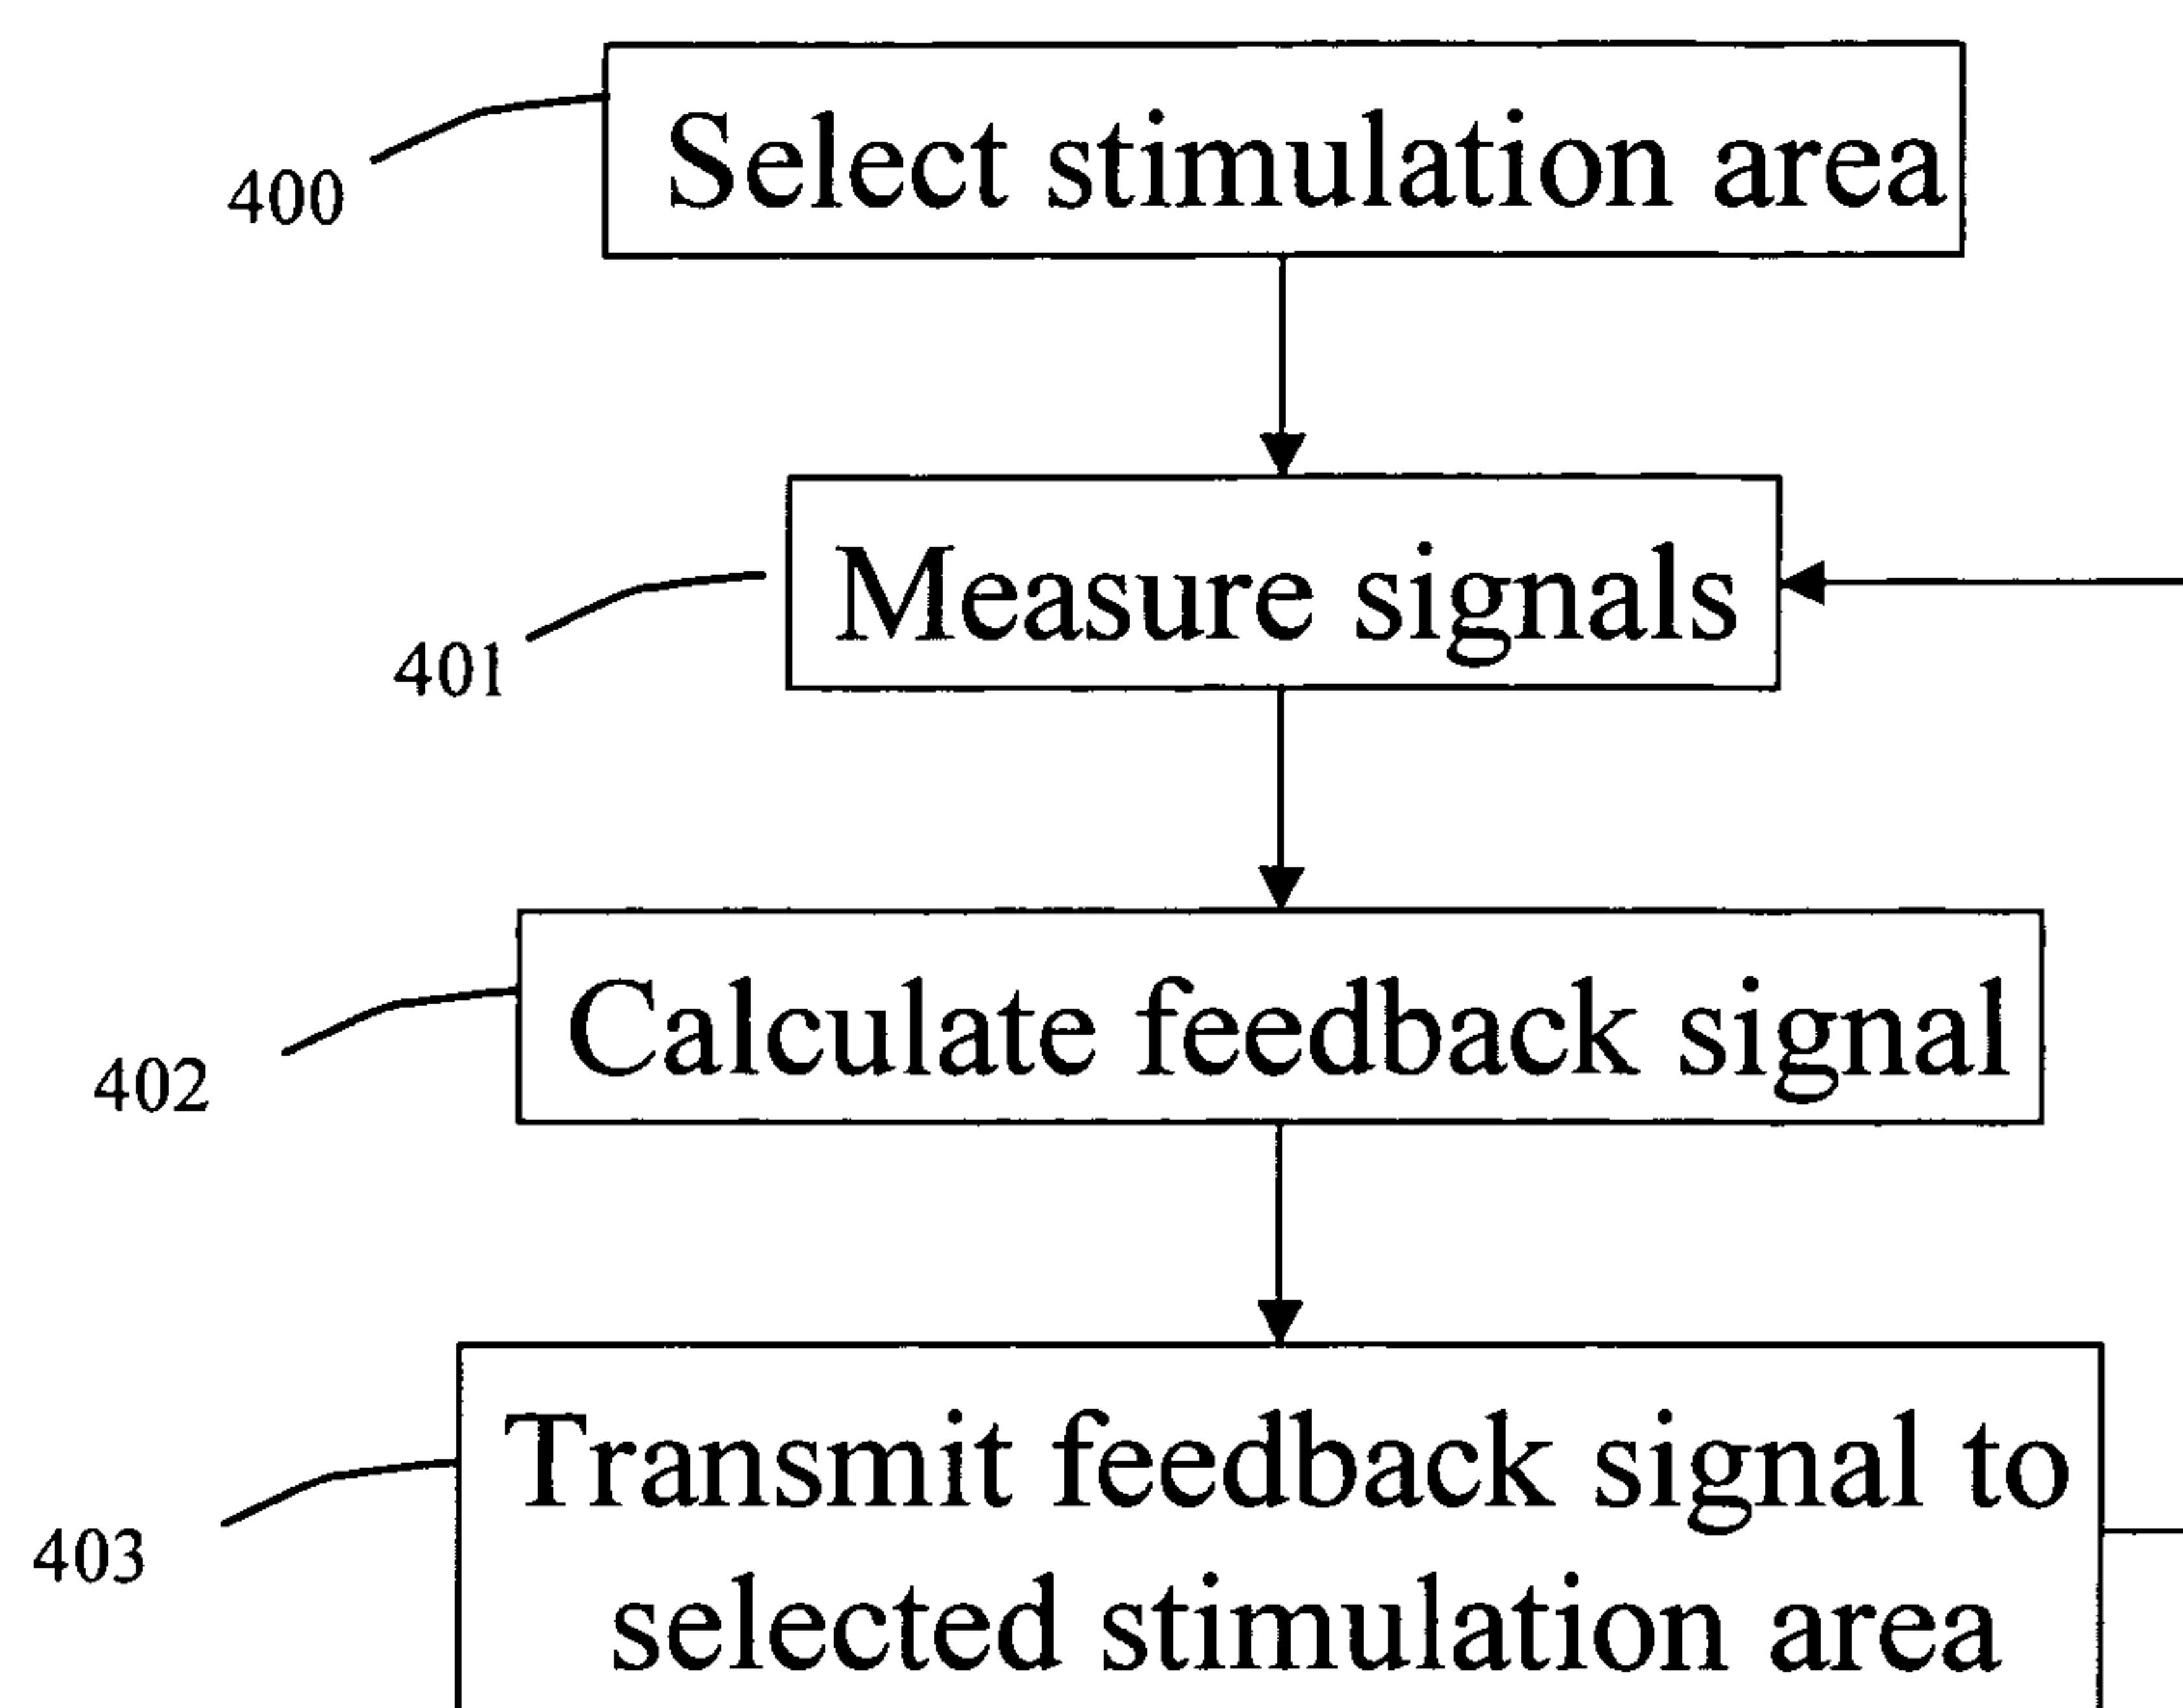 Select stimulation area
400
Measure signals
401
Calculate feedback signal
402
Transmit feedback signal to
403
selected stimulation area